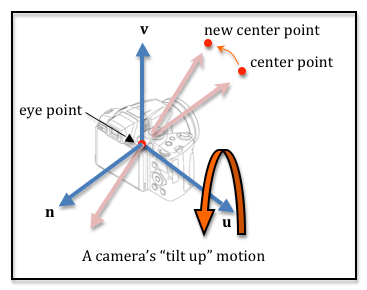 v
new center point
center point
eye point
n
u
A camera's “tilt up” motion